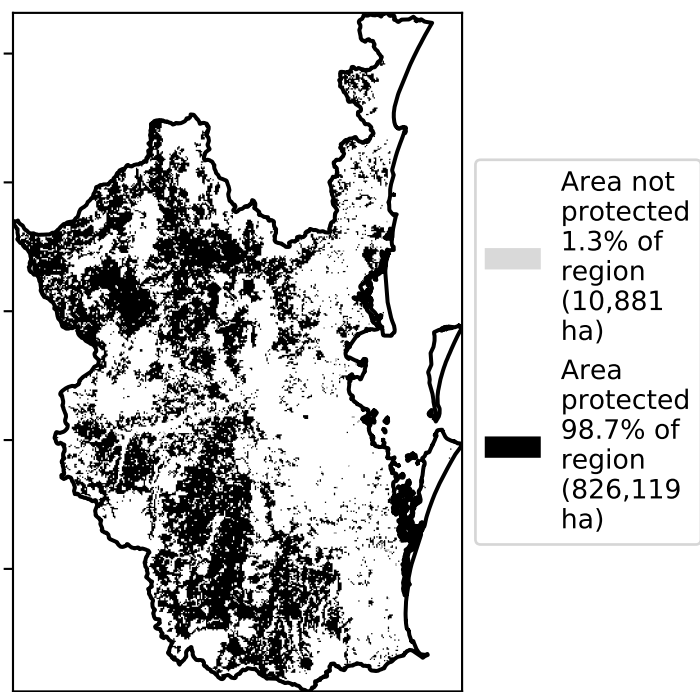 Area not
protected
1.3% of
region
(10,881
ha)
Area
protected
98.7% of
region
(826,119
ha)